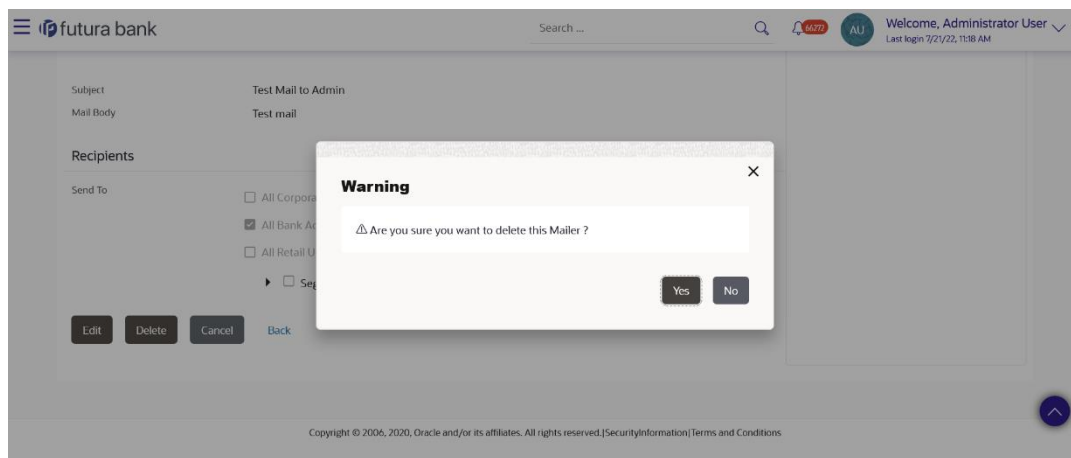 futura bank
Search ...
66272
AU
Welcome, Administrator User
Last login 7/21/22, 11:18 AM
Subject
Test Mail to Admin
Mail Body
Test mail
Recipients
Send To
All Corpora
All Bank Ad
All Retail U
Seg
Warning
Are you sure you want to delete this Mailer ?
Yes
No
Edit
Delete
Cancel
Back
Copyright © 2006, 2020, Oracle and/or its affiliates. All rights reserved.|SecurityInformation|Terms and Conditions